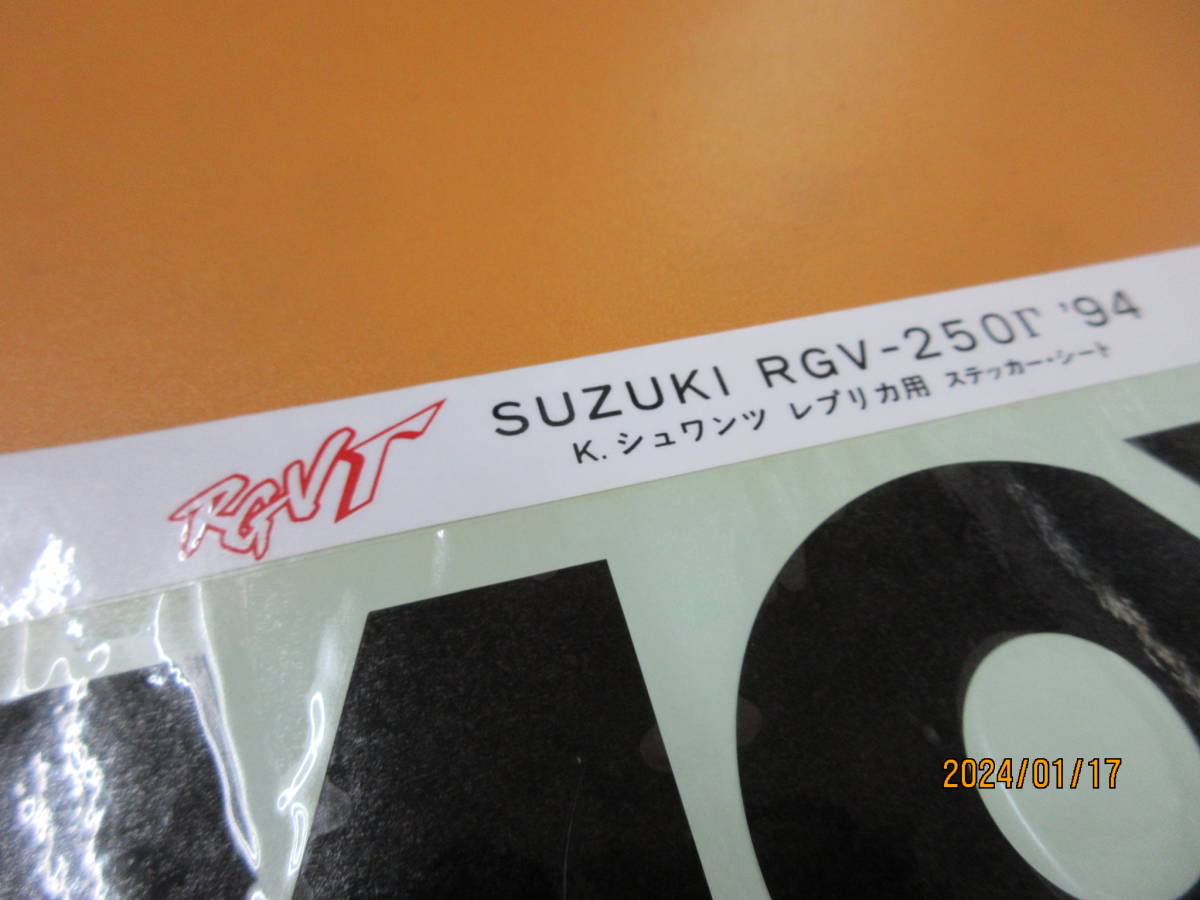 SUZUKI RGV-250Γ '94
K. シュワンツ レプリカ用 ステッカー・シート
RGVΓ
2024/01/17